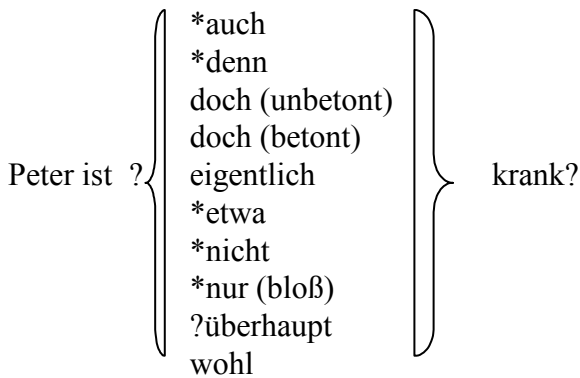 *auch
*denn
doch (unbetont)
doch (betont)
Peter ist ? eigentlich krank?
*etwa
*nicht
*nur (bloß)
?überhaupt
wohl